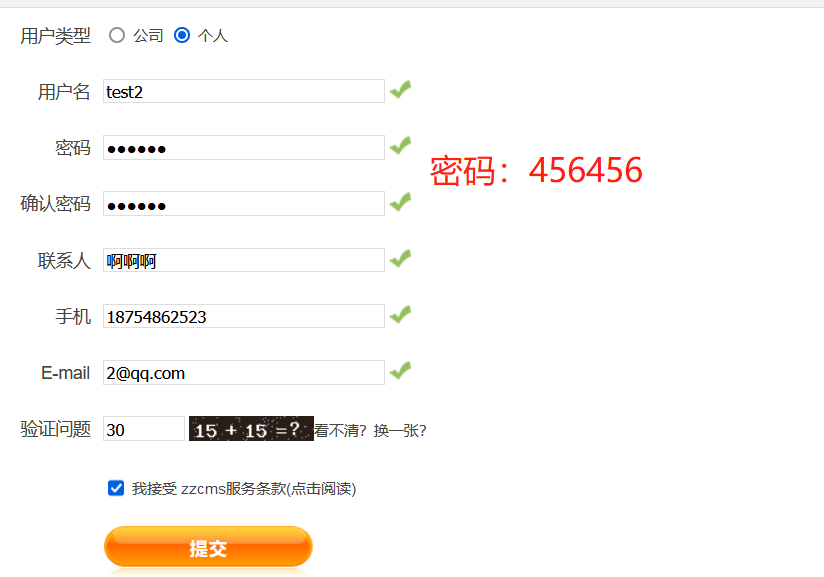 用户类型 公司 个人
用户名 test2
密码 ●●●●●●
密码：456456
确认密码 ●●●●●●
联系人 啊啊啊
手机 18754862523
E-mail 2@qq.com
验证问题 30 15 + 15 =? 看不清？换一张?
我接受 zzcms服务条款(点击阅读)
提交